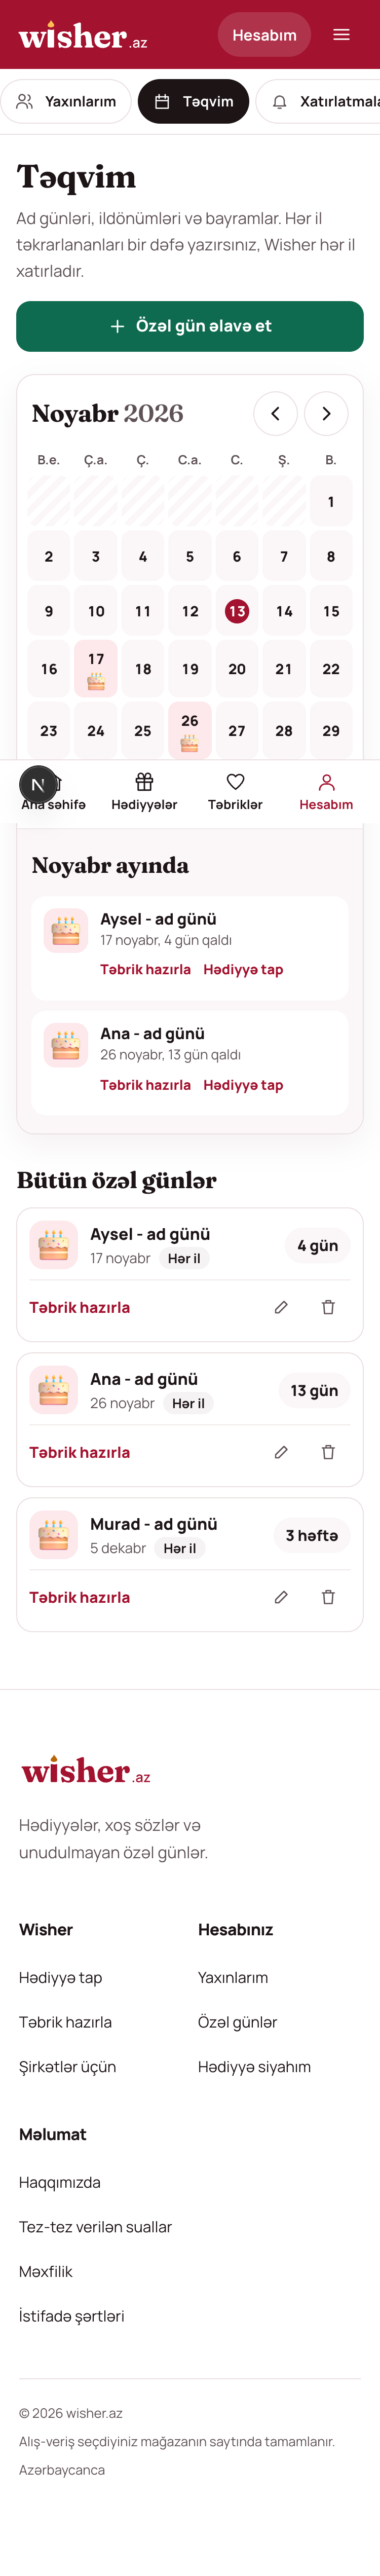 wisher.az
Hesabım
Yaxınlarım
Təqvim
Xatırlatmala
Təqvim
Ad günləri, ildönümləri və bayramlar. Hər il
təkrarlananları bir dəfə yazırsınız, Wisher hər il
xatırladır.
Özəl gün əlavə et
Noyabr 2026
B.e. Ç.a. Ç. C.a. C. Ş. B.
1
2 3 4 5 6 7 8
9 10 11 12 13 14 15
16 17 18 19 20 21 22
23 24 25 26 27 28 29
N
Ana səhifə Hədiyyələr Təbriklər Hesabım
Noyabr ayında
Aysel - ad günü
17 noyabr, 4 gün qaldı
Təbrik hazırla Hədiyyə tap
Ana - ad günü
26 noyabr, 13 gün qaldı
Təbrik hazırla Hədiyyə tap
Bütün özəl günlər
Aysel - ad günü
17 noyabr Hər il
4 gün
Təbrik hazırla
Ana - ad günü
26 noyabr Hər il
13 gün
Təbrik hazırla
Murad - ad günü
5 dekabr Hər il
3 həftə
Təbrik hazırla
wisher.az
Hədiyyələr, xoş sözlər və
unudulmayan özəl günlər.
Wisher
Hədiyyə tap
Təbrik hazırla
Şirkətlər üçün
Hesabınız
Yaxınlarım
Özəl günlər
Hədiyyə siyahım
Məlumat
Haqqımızda
Tez-tez verilən suallar
Məxfilik
İstifadə şərtləri
© 2026 wisher.az
Alış-veriş seçdiyiniz mağazanın saytında tamamlanır.
Azərbaycanca